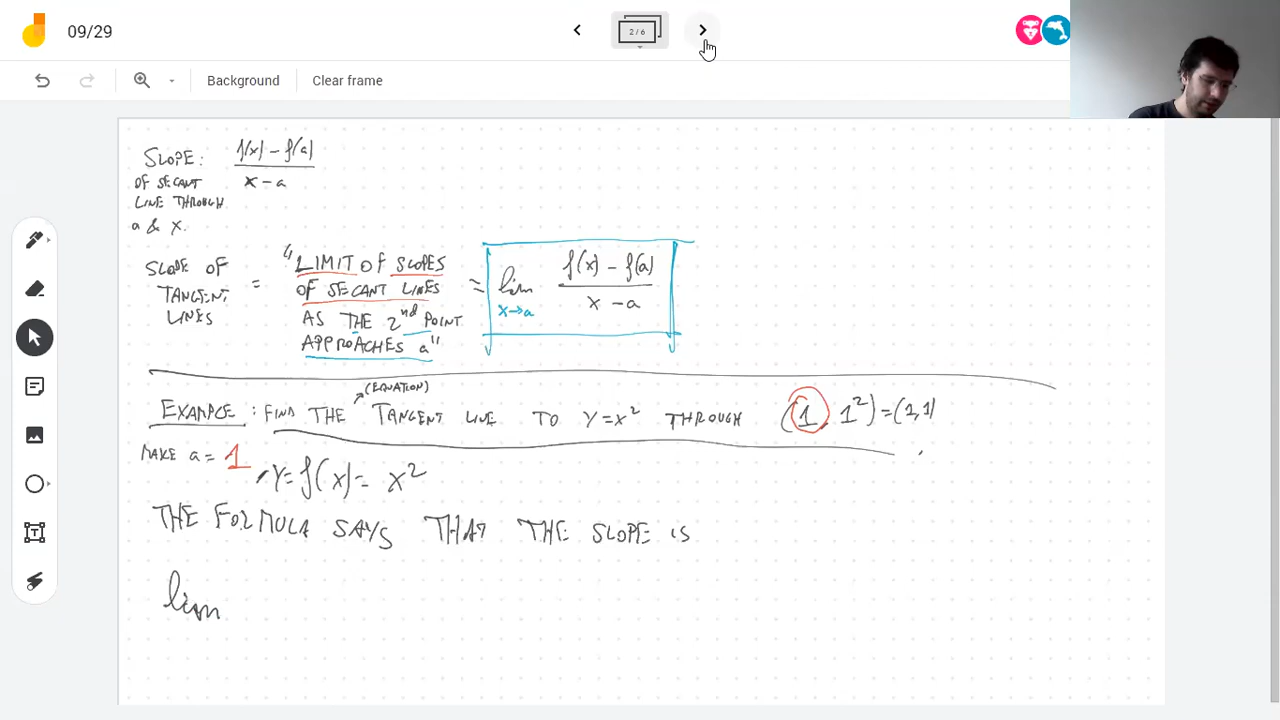 09/29
2 / 6
Background
Clear frame
SLOPE: f(x) - f(a)
OF SECANT x - a
LINE THROUGH
a & x.
SLOPE OF
TANGENT
LINES
=
"LIMIT OF SLOPES
OF SECANT LINES
AS THE 2nd POINT
APPROACHES a"
= lim f(x) - f(a)
x→a x - a
(EQUATION)
EXAMPLE: FIND THE TANGENT LINE TO Y=x² THROUGH (1, 1²) = (1,1)
MAKE a = 1 Y = f(x) = x²
THE FORMULA SAYS THAT THE SLOPE IS
lim